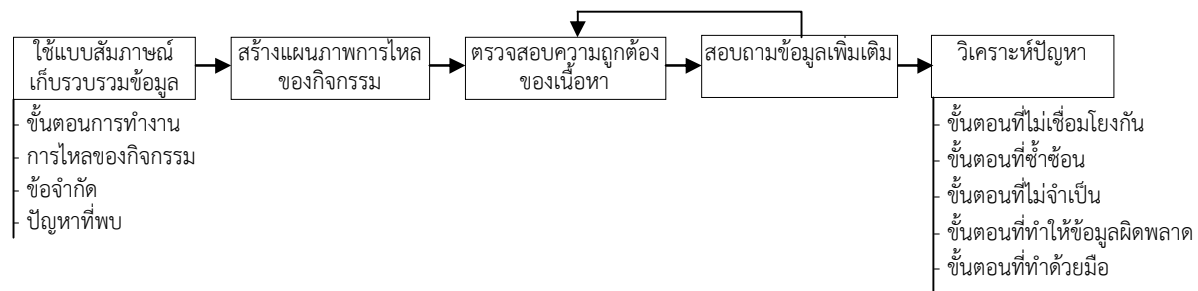 ใช้แบบสัมภาษณ์
เก็บรวบรวมข้อมูล
สร้างแผนภาพการไหล
ของกิจกรรม
ตรวจสอบความถูกต้อง
ของเนื้อหา
สอบถามข้อมูลเพิ่มเติม
วิเคราะห์ปัญหา
- ขั้นตอนการทำงาน
- การไหลของกิจกรรม
- ข้อจำกัด
- ปัญหาที่พบ
- ขั้นตอนที่ไม่เชื่อมโยงกัน
- ขั้นตอนที่ซ้ำซ้อน
- ขั้นตอนที่ไม่จำเป็น
- ขั้นตอนที่ทำให้ข้อมูลผิดพลาด
- ขั้นตอนที่ทำด้วยมือ